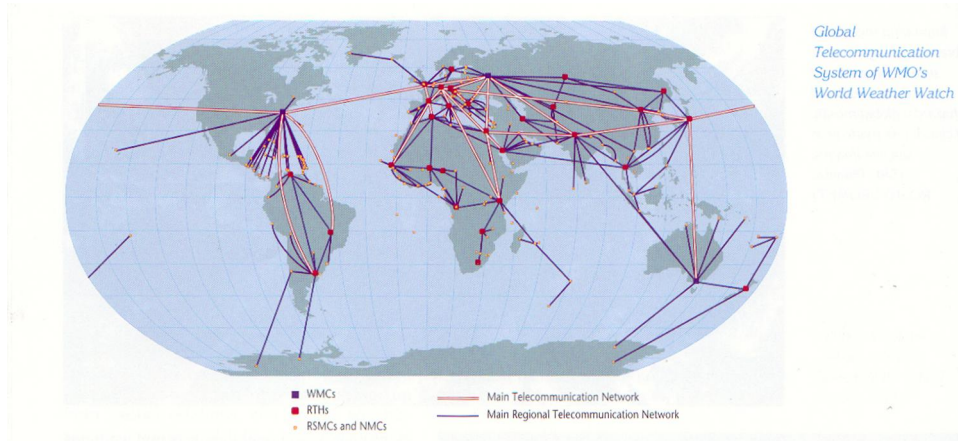 Global
Telecommunication
System of WMO's
World Weather Watch
WMCs
RTHs
RSMCs and NMCs
Main Telecommunication Network
Main Regional Telecommunication Network